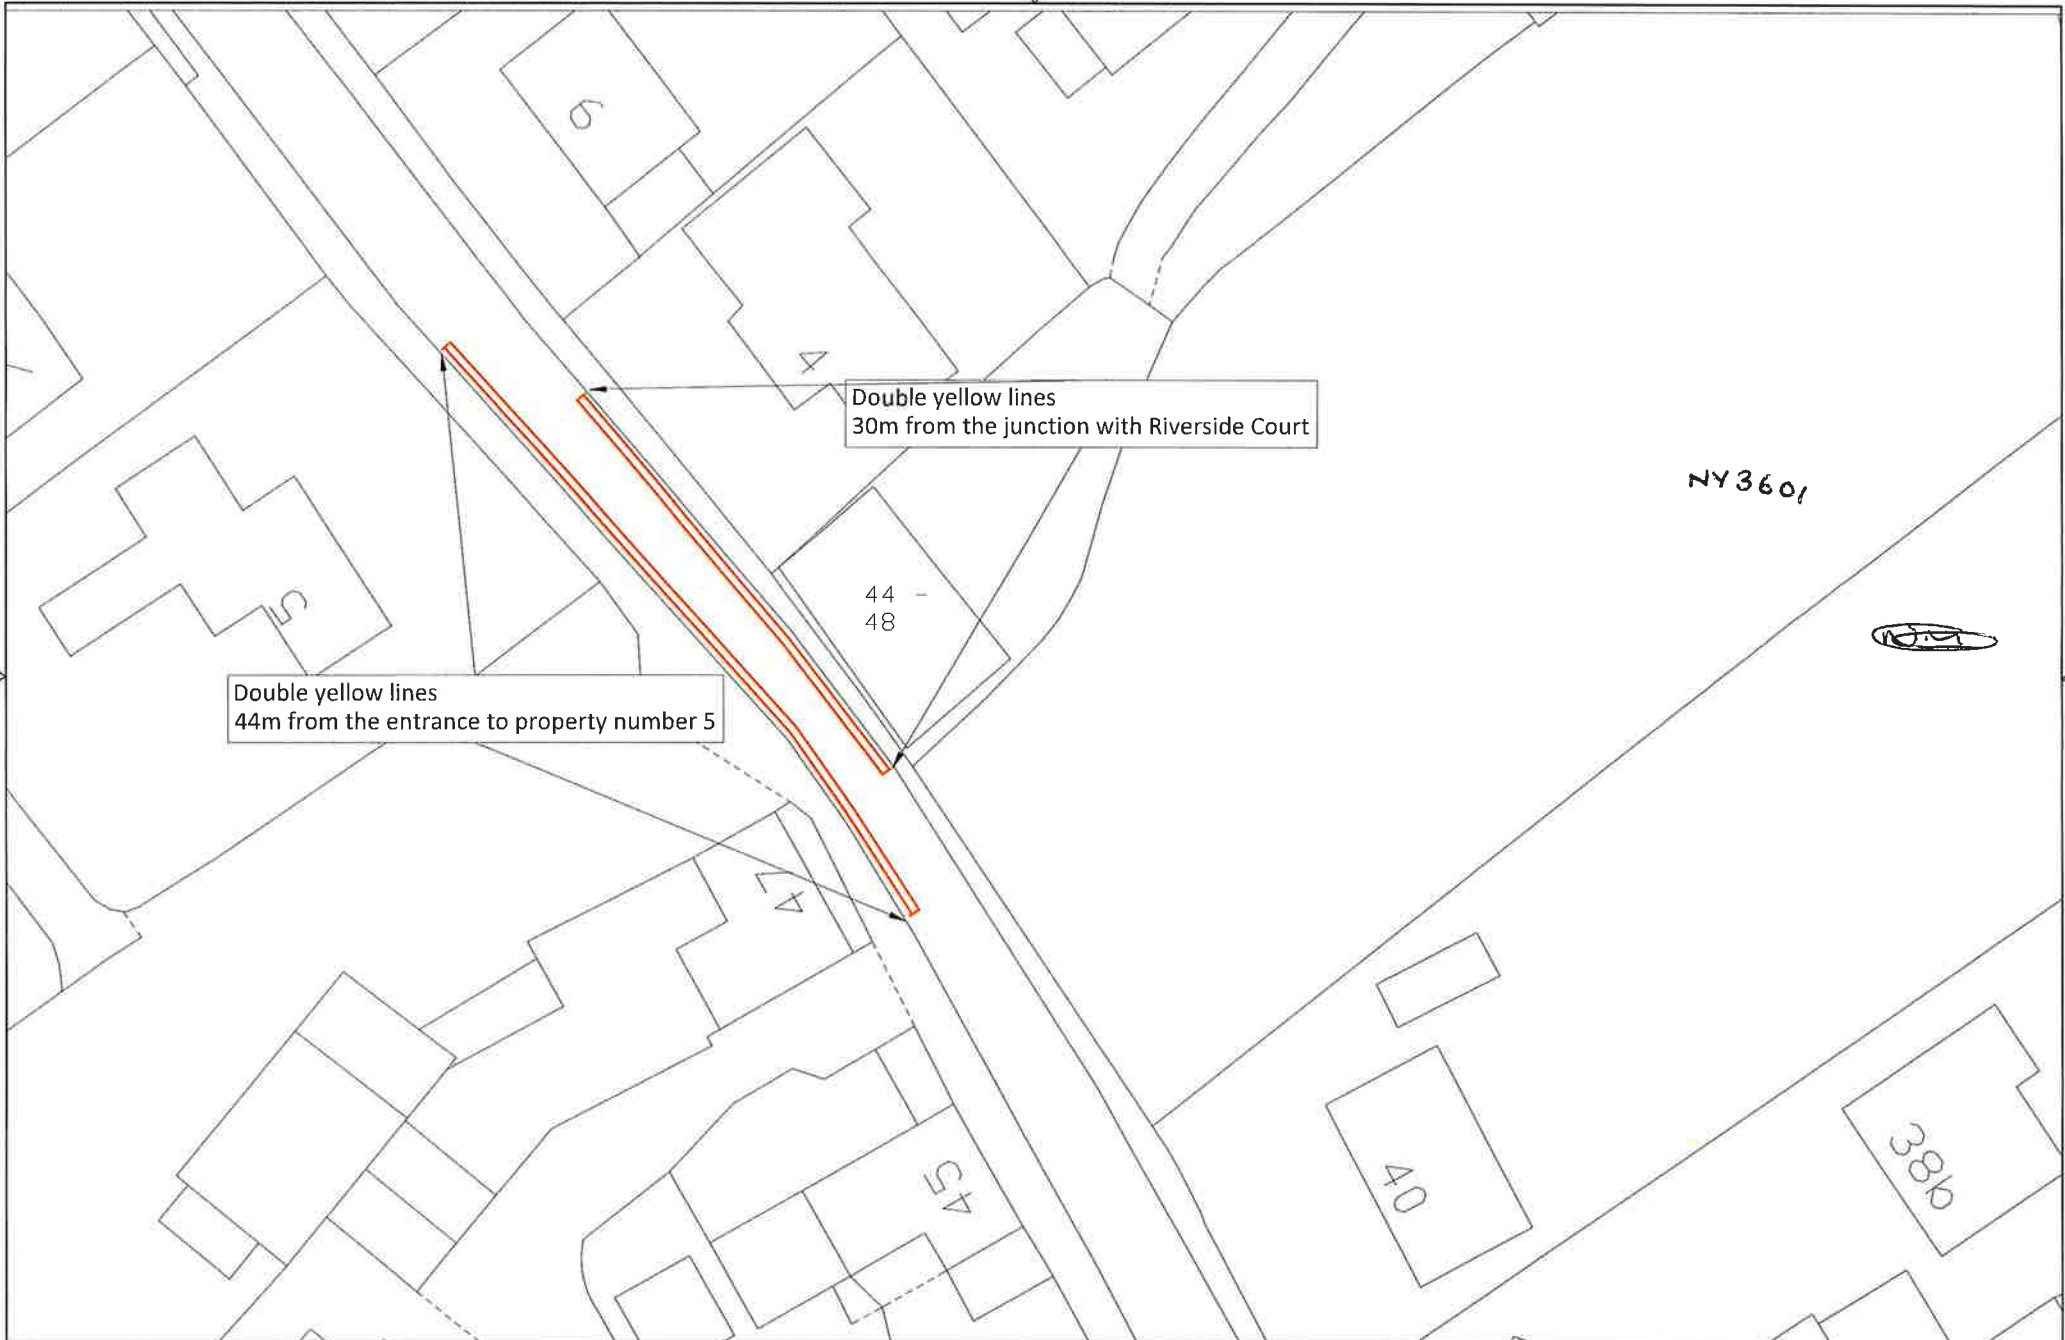 6
4
Double yellow lines
30m from the junction with Riverside Court
NY3601
44 -
48
5
Double yellow lines
44m from the entrance to property number 5
47
45
40
38b